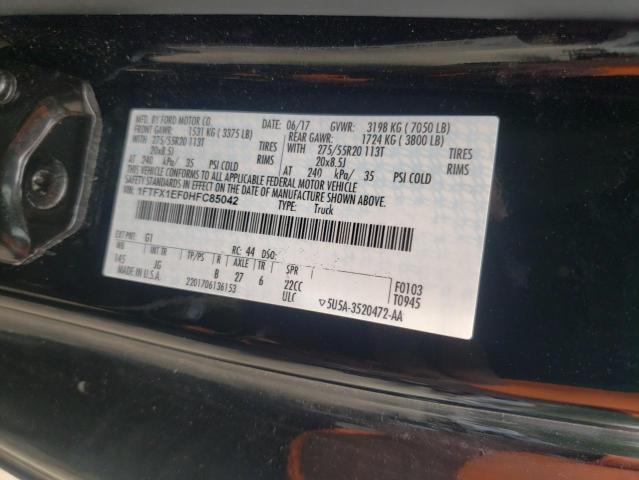 MFD. BY FORD MOTOR CO.
DATE: 06/17 GVWR: 3198 KG ( 7050 LB)
FRONT GAWR: 1531 KG ( 3375 LB)
REAR GAWR: 1724 KG ( 3800 LB)
WITH 275/55R20 113T TIRES
WITH 275/55R20 113T TIRES
20x8.5J RIMS
20x8.5J RIMS
AT 240 kPa/ 35 PSI COLD
AT 240 kPa/ 35 PSI COLD
THIS VEHICLE CONFORMS TO ALL APPLICABLE FEDERAL MOTOR VEHICLE
SAFETY STANDARDS IN EFFECT ON THE DATE OF MANUFACTURE SHOWN ABOVE.
VIN: 1FTFX1EF0HFC85042
TYPE: Truck
EXT PNT: G1 RC: 44 DSO:
WB INT TR TP/PS R AXLE TR SPR
145 JG B 27 6 22CC
F0103
T0945
MADE IN U.S.A. 2201706136153 ULC
5U5A-3520472-AA